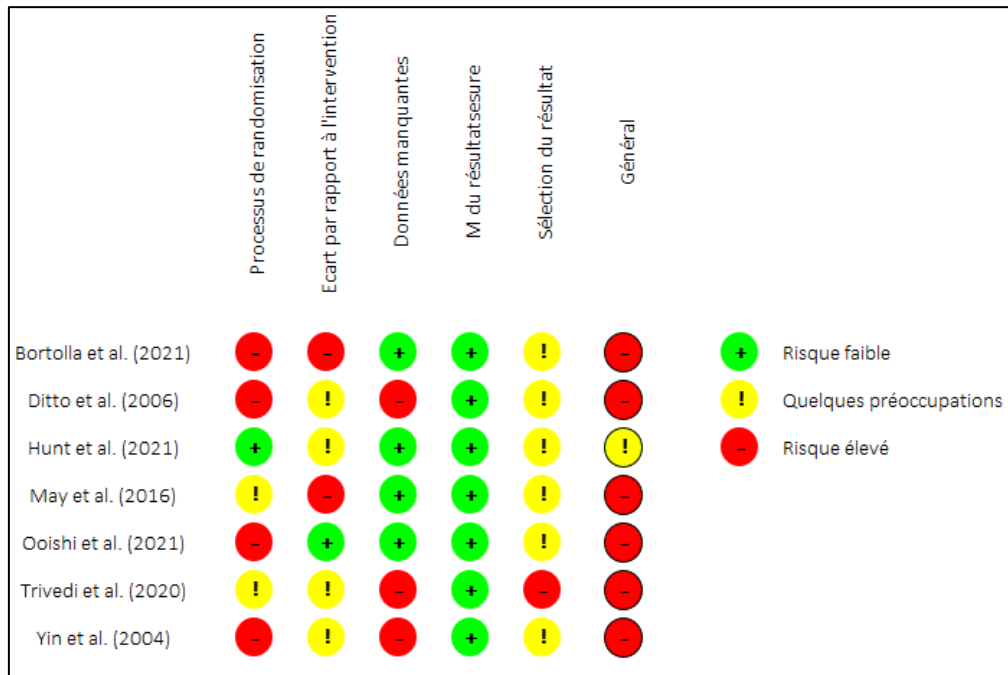 Processus de randomisation
Ecart par rapport à l'intervention
Données manquantes
M du résultatsesure
Sélection du résultat
Général
Bortolla et al. (2021) - - + + ! -
+ Risque faible
Ditto et al. (2006) - ! - + ! -
! Quelques préoccupations
Hunt et al. (2021) + ! + + ! !
- Risque élevé
May et al. (2016) ! - + + ! -
Ooishi et al. (2021) - + + + ! -
Trivedi et al. (2020) ! ! - + - -
Yin et al. (2004) - ! - + ! -